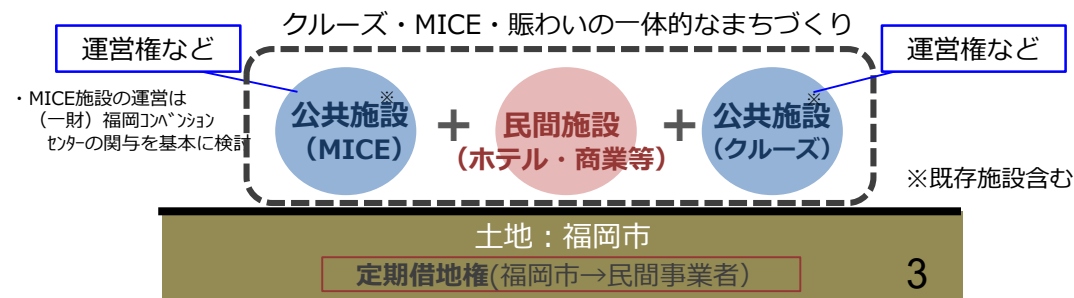 クルーズ・MICE・賑わいの一体的なまちづくり
運営権など
運営権など
・MICE施設の運営は
（一財）福岡ｺﾝﾍﾞﾝｼｮﾝ
ｾﾝﾀｰの関与を基本に検討
※
公共施設
（MICE）
＋
民間施設
（ホテル・商業等）
＋
※
公共施設
（クルーズ）
※既存施設含む
土地：福岡市
定期借地権(福岡市→民間事業者）
3